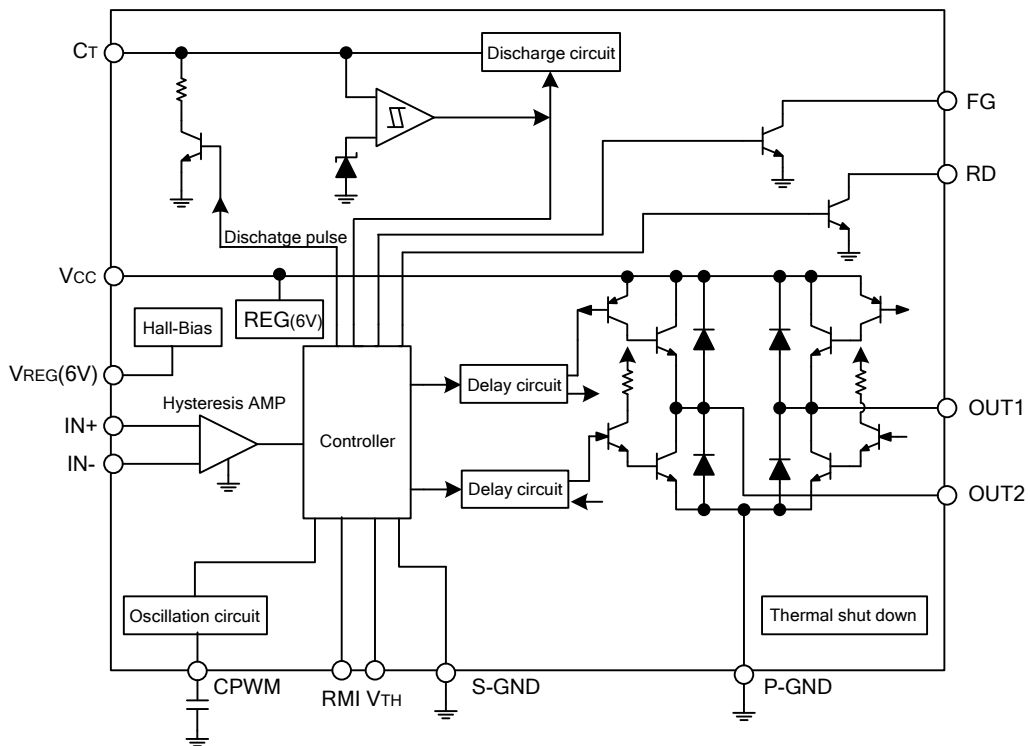 CT
Discharge circuit
FG
RD
Dischatge pulse
VCC
REG(6V)
Hall-Bias
VREG(6V)
Hysteresis AMP
IN+
IN-
Controller
Delay circuit
Delay circuit
OUT1
OUT2
Oscillation circuit
Thermal shut down
CPWM
RMI VTH
S-GND
P-GND